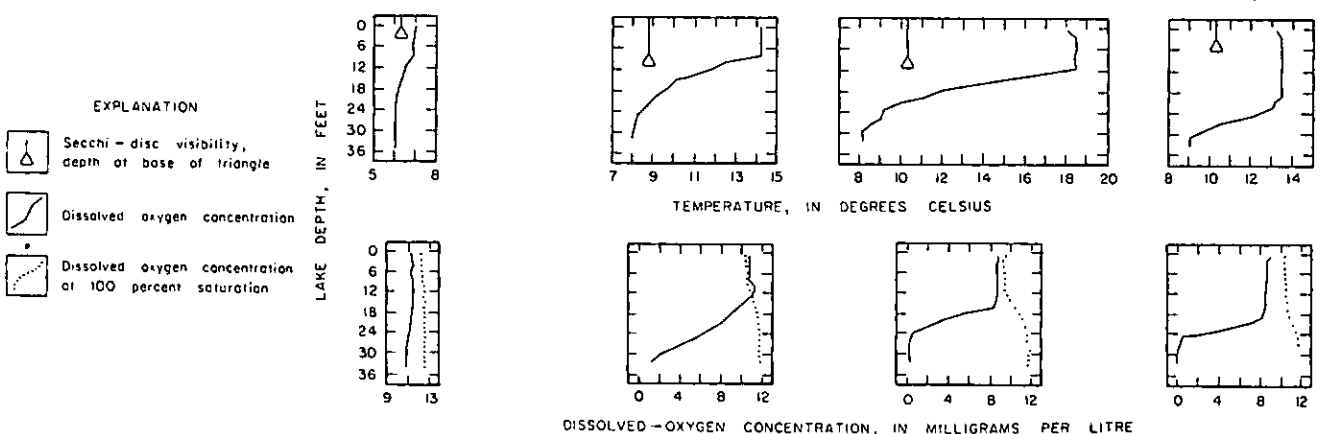 EXPLANATION
Secchi - disc visibility,
depth at base of triangle
Dissolved oxygen concentration
Dissolved oxygen concentration
at 100 percent saturation
LAKE DEPTH, IN FEET
0
6
12
18
24
30
36
5 8
7 9 11 13 15
8 10 12 14 16 18 20
8 10 12 14
TEMPERATURE, IN DEGREES CELSIUS
0
6
12
18
24
30
36
9 13
0 4 8 12
0 4 8 12
0 4 8 12
DISSOLVED-OXYGEN CONCENTRATION, IN MILLIGRAMS PER LITRE